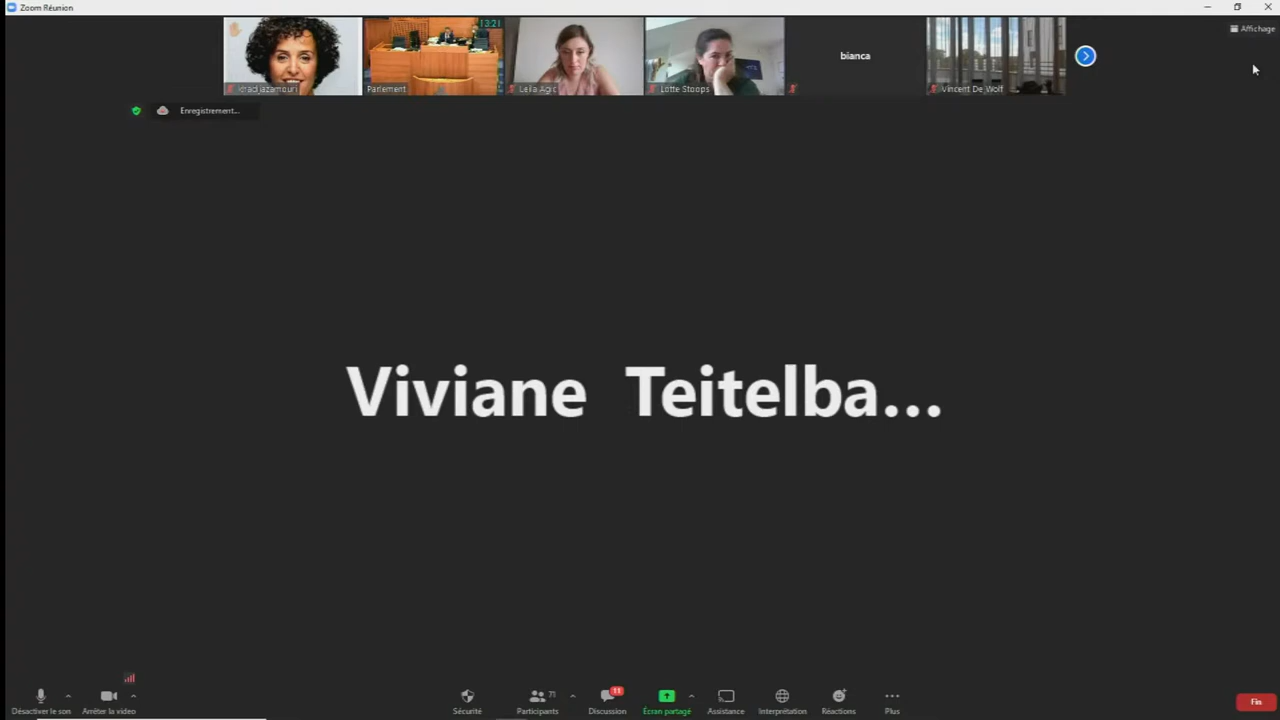 Zoom Réunion
Affichage
13:21
Parlement
Leila Agic
Lotte Stoops
bianca
Vincent De Wolf
Enregistrement...
Viviane Teitelba...
71
11
Désactiver le son
Arrêter la vidéo
Sécurité
Participants
Discussion
Écran partagé
Assistance
Interprétation
Réactions
Plus
Fin